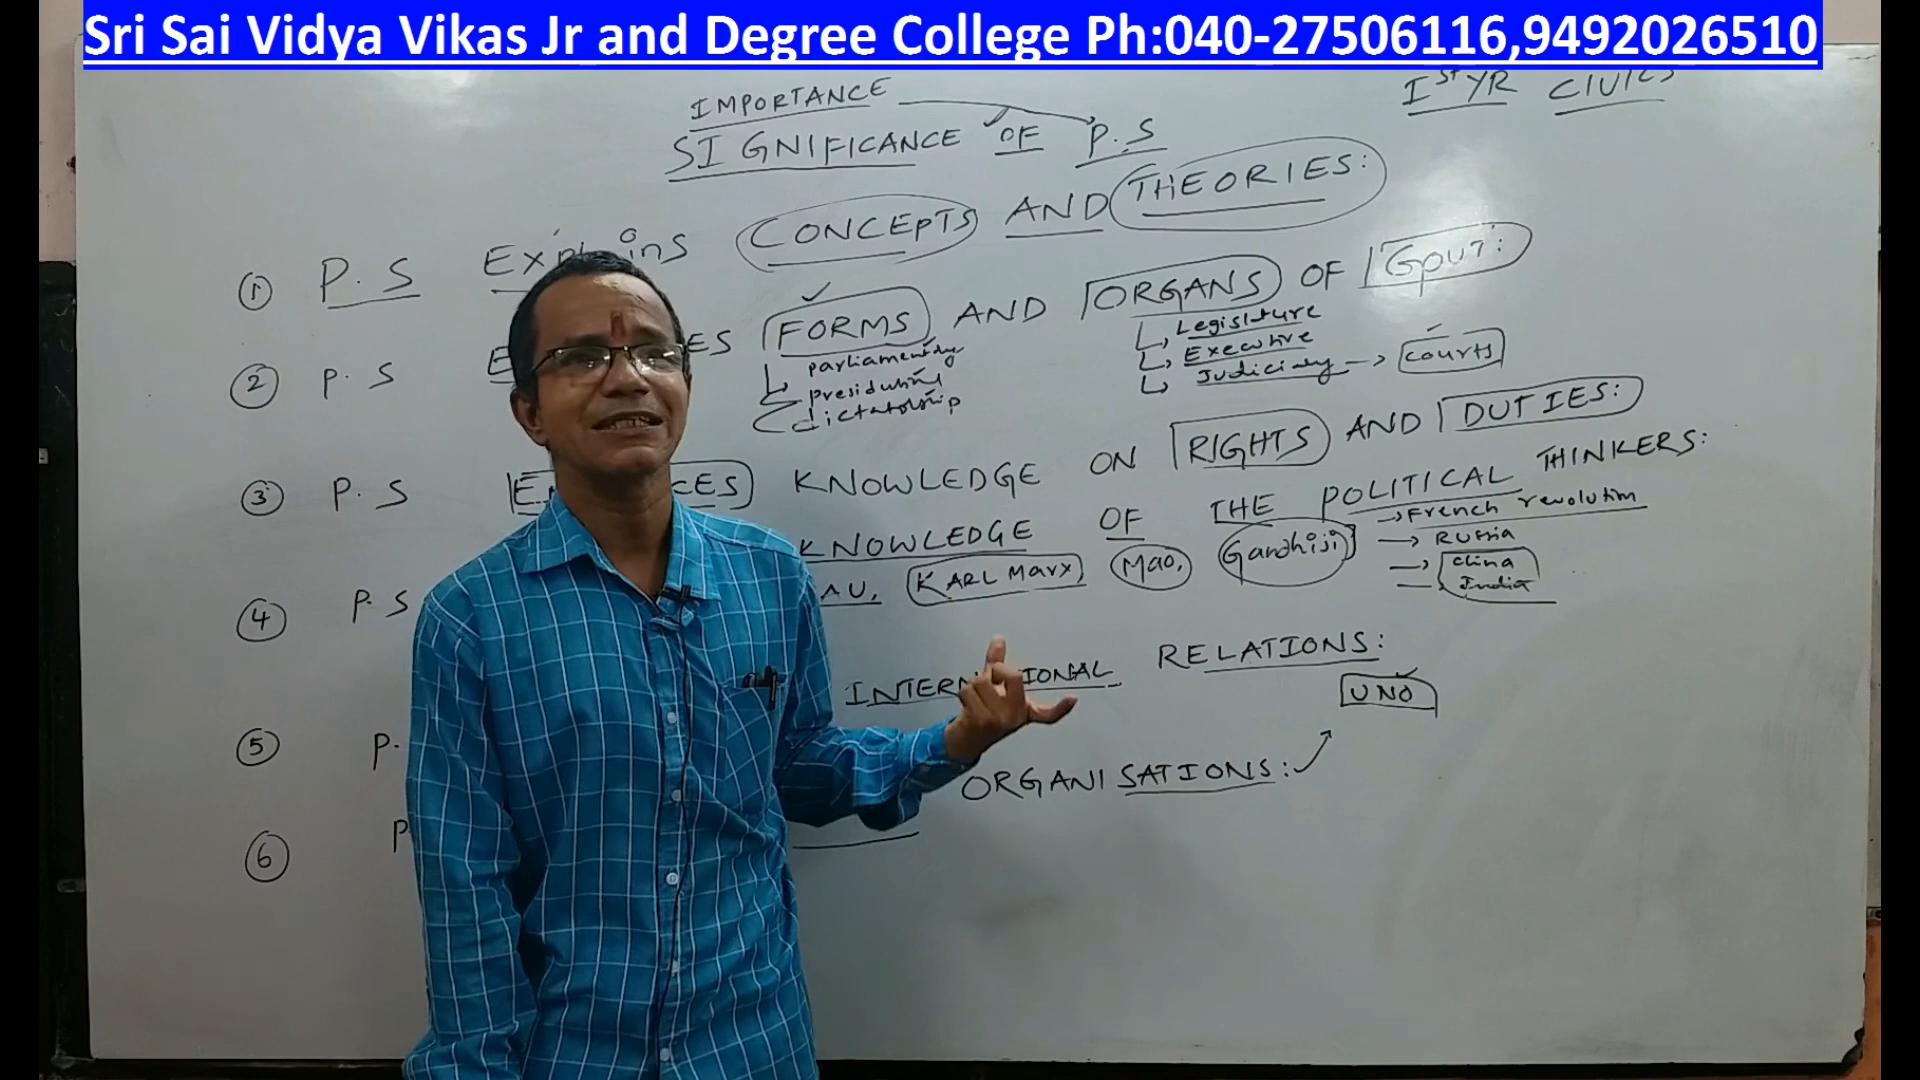 Sri Sai Vidya Vikas Jr and Degree College Ph:040-27506116,9492026510
IMPORTANCE
Iˢᵗ YR CIVICS
SIGNIFICANCE OF P.S
① P.S Explains CONCEPTS AND THEORIES:
② P.S FORMS AND ORGANS OF GOVT:
parliamentary
presidential
dictatorship
Legislture
Executive
Judiciary → courts
③ P.S KNOWLEDGE ON RIGHTS AND DUTIES:
④ P.S KNOWLEDGE OF THE POLITICAL THINKERS:
KARL Marx, Mao, Gandhiji
→ French revolution
→ Russia
→ China
India
⑤ P. INTERNATIONAL RELATIONS:
UNO
⑥ P ORGANISATIONS: